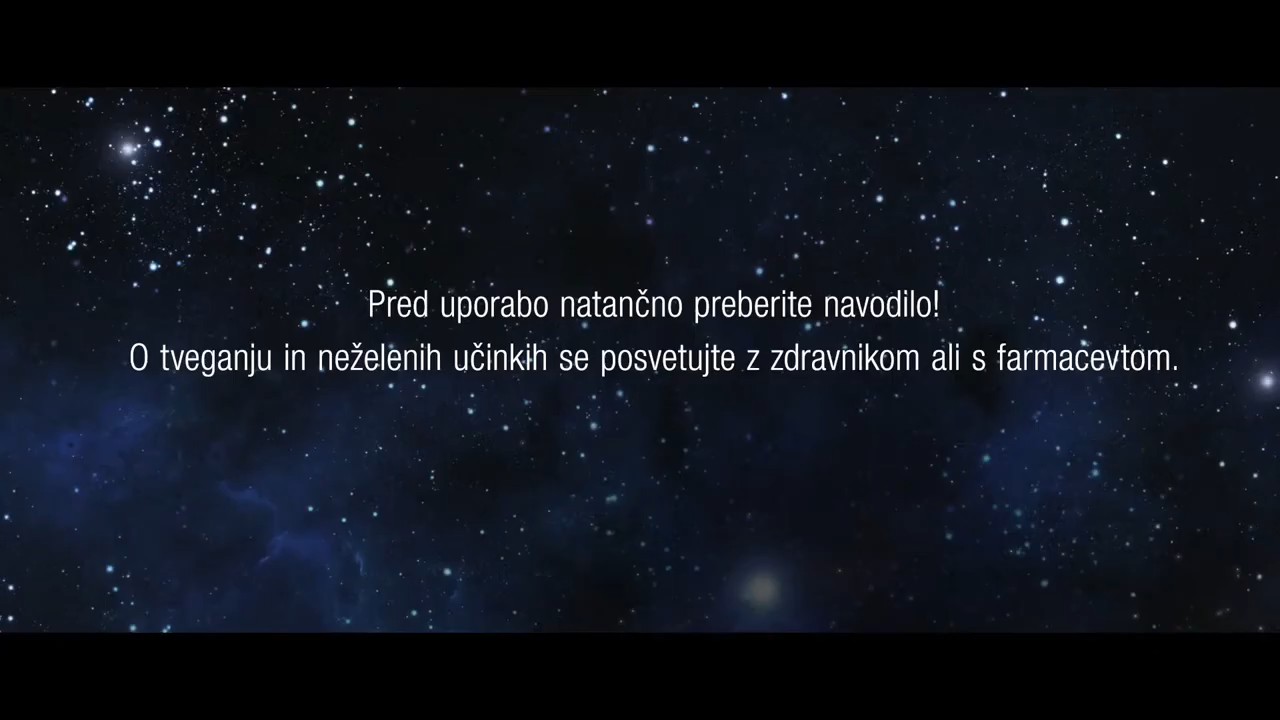 Pred uporabo natančno preberite navodilo!
O tveganju in neželenih učinkih se posvetujte z zdravnikom ali s farmacevtom.